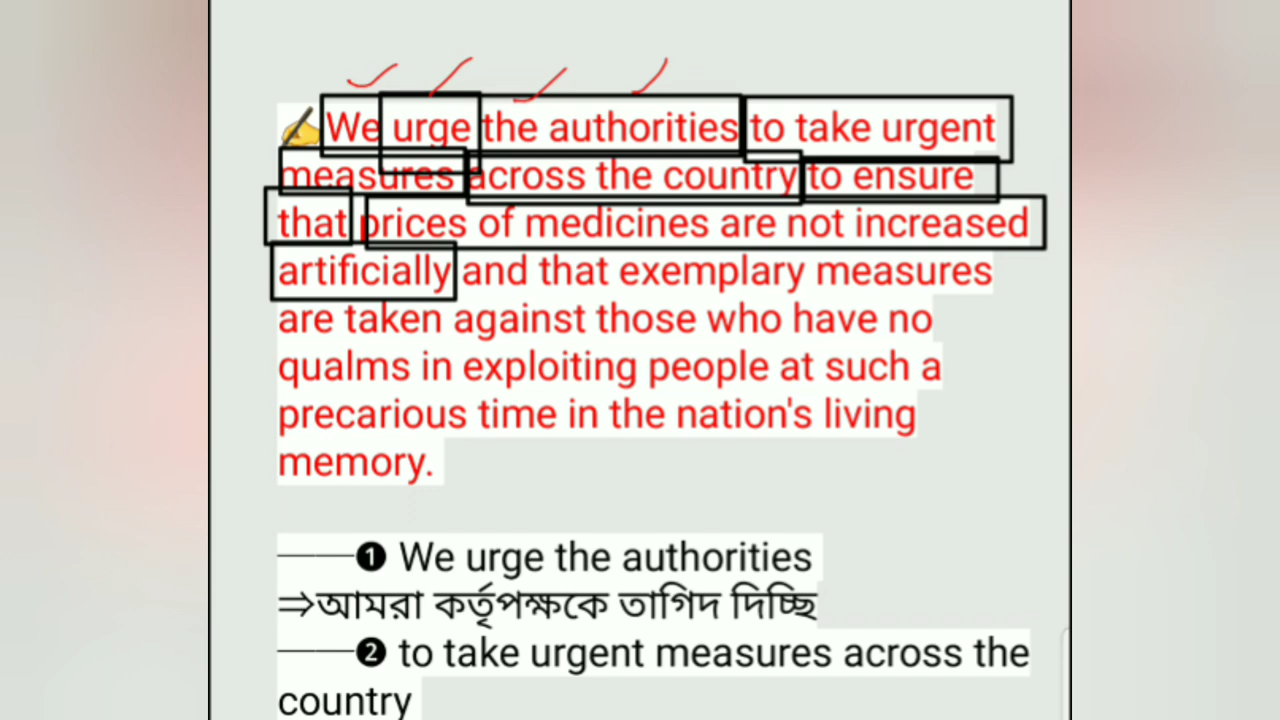 ✍️We urge the authorities to take urgent
measures across the country to ensure
that prices of medicines are not increased
artificially and that exemplary measures
are taken against those who have no
qualms in exploiting people at such a
precarious time in the nation's living
memory.
───❶ We urge the authorities
⇒আমরা কর্তৃপক্ষকে তাগিদ দিচ্ছি
───❷ to take urgent measures across the
country